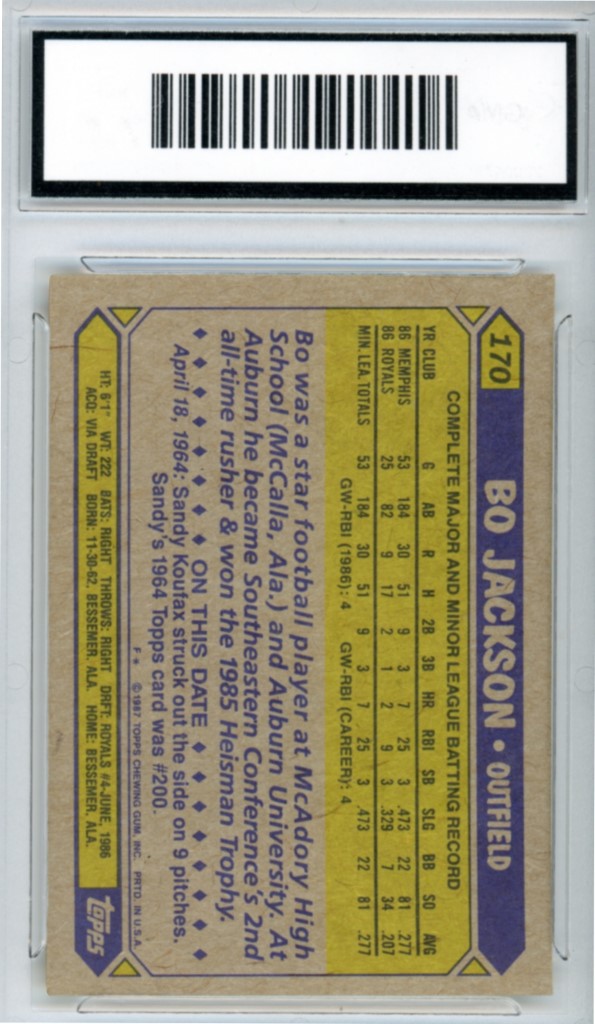 170
BO JACKSON • OUTFIELD
COMPLETE MAJOR AND MINOR LEAGUE BATTING RECORD
YR CLUB G AB R H 2B 3B HR RBI SB SLG BB SO AVG
86 MEMPHIS 53 184 30 51 9 3 7 25 3 .473 22 81 .277
86 ROYALS 25 82 9 17 2 1 2 9 3 .329 7 34 .207
MIN. LEA. TOTALS 53 184 30 51 9 3 7 25 3 .473 22 81 .277
GW-RBI (1986): 4 GW-RBI (CAREER): 4
Bo was a star football player at McAdory High
School (McCalla, Ala.) and Auburn University. At
Auburn he became Southeastern Conference's 2nd
all-time rusher & won the 1985 Heisman Trophy.
♦ ♦ ♦ ♦ ♦ ♦ ♦ ON THIS DATE ♦ ♦ ♦ ♦ ♦ ♦ ♦
April 18, 1964: Sandy Koufax struck out the side on 9 pitches.
Sandy's 1964 Topps card was #200.
F* ©1987 TOPPS CHEWING GUM, INC. PRTD. IN U.S.A.
HT: 6'1" WT: 222 BATS: RIGHT THROWS: RIGHT DRFT: ROYALS #4-JUNE, 1986
ACQ: VIA DRAFT BORN: 11-30-62, BESSEMER, ALA. HOME: BESSEMER, ALA.
topps